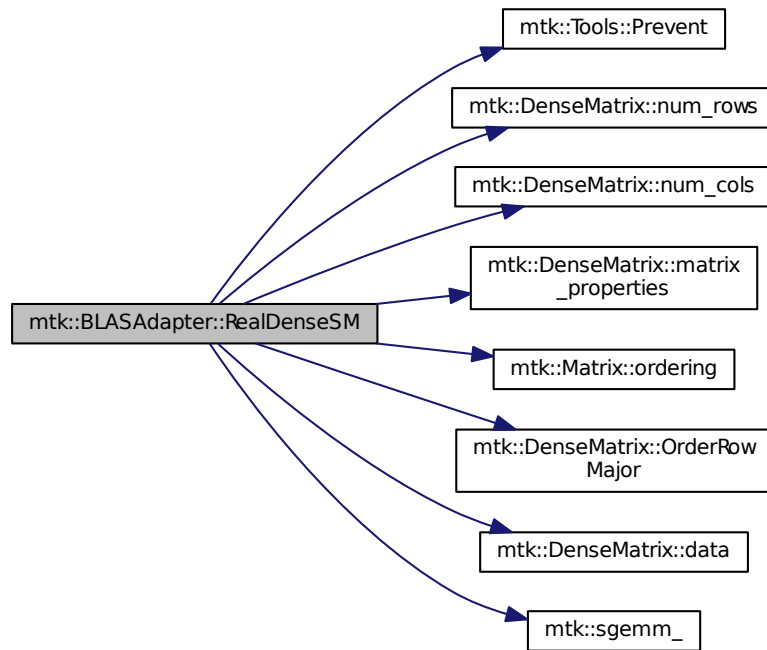 mtk::Tools::Prevent
mtk::DenseMatrix::num_rows
mtk::DenseMatrix::num_cols
mtk::DenseMatrix::matrix
_properties
mtk::BLASAdapter::RealDenseSM
mtk::Matrix::ordering
mtk::DenseMatrix::OrderRow
Major
mtk::DenseMatrix::data
mtk::sgemm_